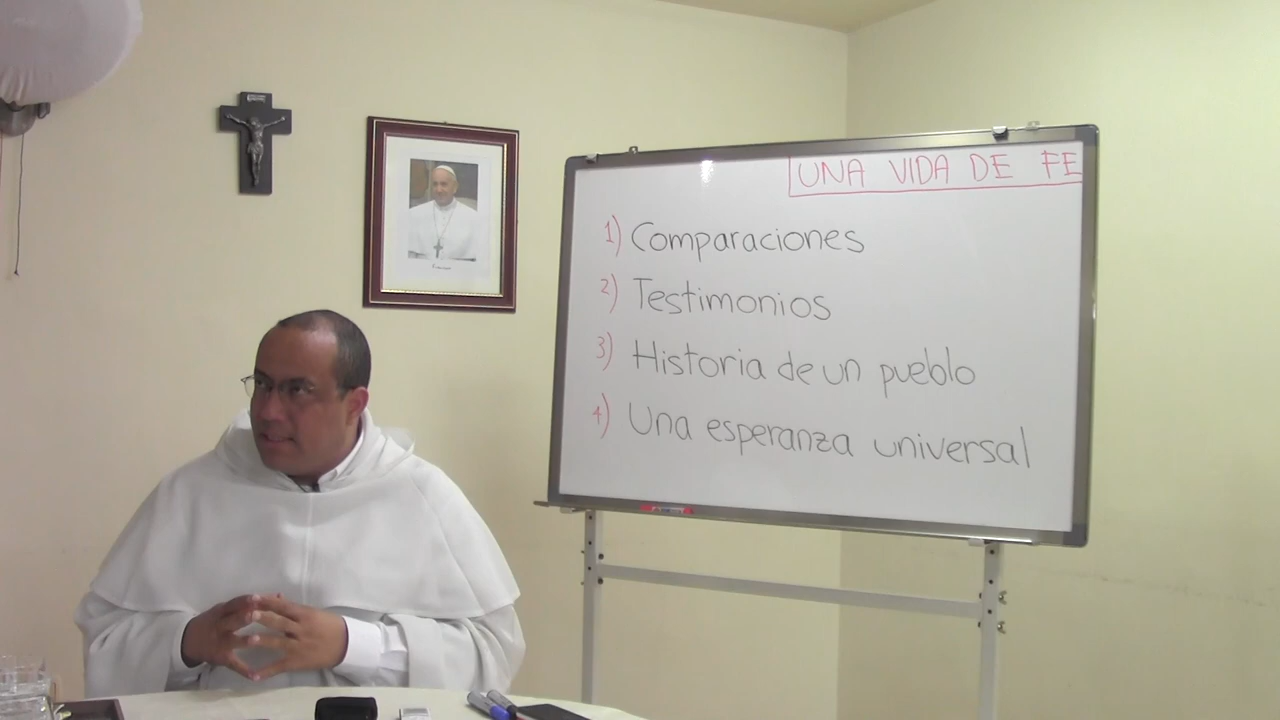 UNA VIDA DE FE
1) Comparaciones
2) Testimonios
3) Historia de un pueblo
4) Una esperanza universal